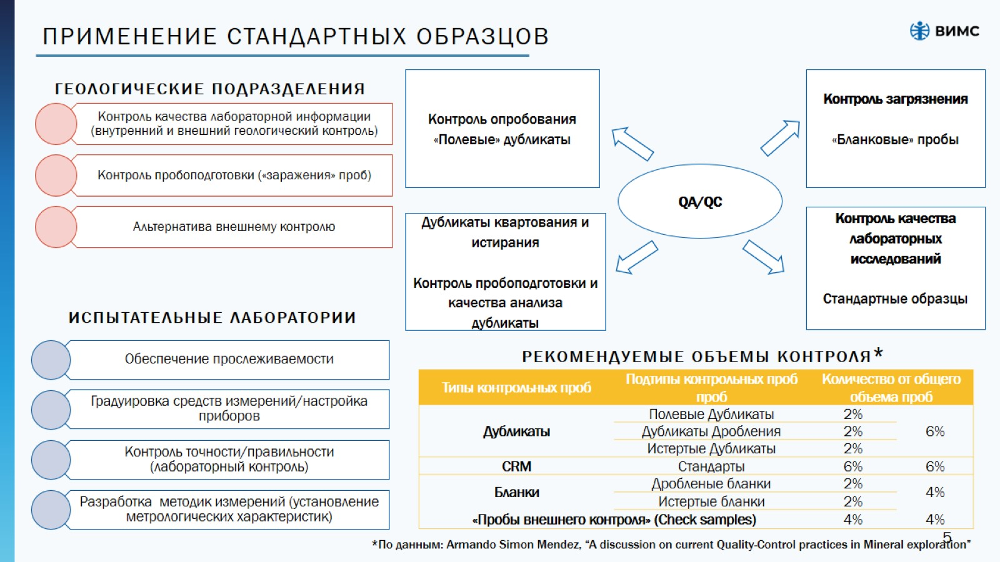 ПРИМЕНЕНИЕ СТАНДАРТНЫХ ОБРАЗЦОВ
ВИМС
ГЕОЛОГИЧЕСКИЕ ПОДРАЗДЕЛЕНИЯ
Контроль качества лабораторной информации
(внутренний и внешний геологический контроль)
Контроль пробоподготовки («заражения» проб)
Альтернатива внешнему контролю
ИСПЫТАТЕЛЬНЫЕ ЛАБОРАТОРИИ
Обеспечение прослеживаемости
Градуировка средств измерений/настройка
приборов
Контроль точности/правильности
(лабораторный контроль)
Разработка методик измерений (установление
метрологических характеристик)
Контроль опробования
«Полевые» дубликаты
Контроль загрязнения
«Бланковые» пробы
QA/QC
Дубликаты квартования и
истирания
Контроль пробоподготовки и
качества анализа
дубликаты
Контроль качества
лабораторных
исследований
Стандартные образцы
РЕКОМЕНДУЕМЫЕ ОБЪЕМЫ КОНТРОЛЯ*
Типы контрольных проб
Подтипы контрольных проб
проб
Количество от общего
объема проб
Дубликаты
Полевые Дубликаты 2%
Дубликаты Дробления 2% 6%
Истертые Дубликаты 2%
CRM Стандарты 6% 6%
Бланки
Дробленые бланки 2%
4%
Истертые бланки 2%
«Пробы внешнего контроля» (Check samples) 4% 4%
5
*По данным: Armando Simon Mendez, “A discussion on current Quality-Control practices in Mineral exploration”